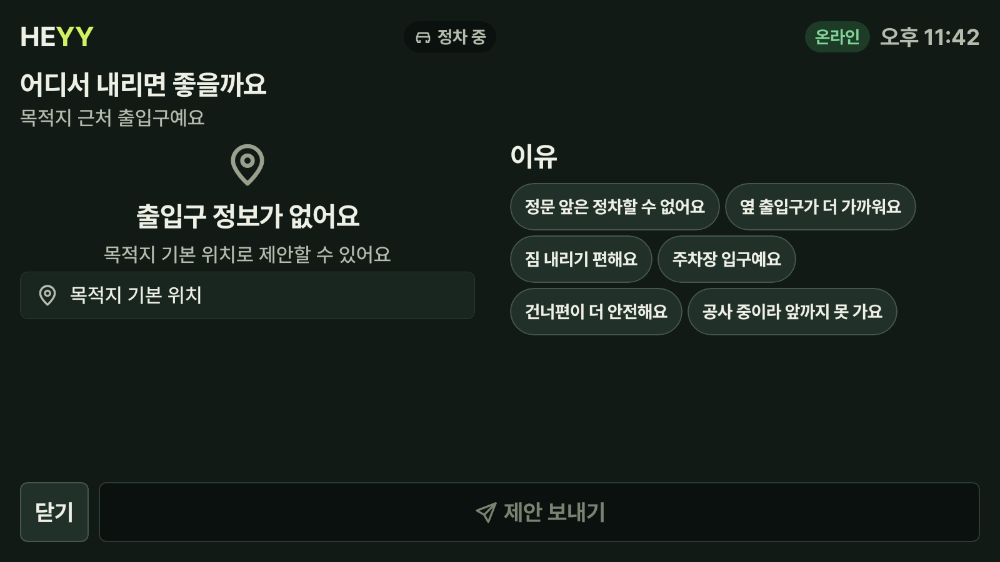 HEYY
정차 중
온라인
오후 11:42
어디서 내리면 좋을까요
목적지 근처 출입구예요
출입구 정보가 없어요
목적지 기본 위치로 제안할 수 있어요
목적지 기본 위치
이유
정문 앞은 정차할 수 없어요
옆 출입구가 더 가까워요
짐 내리기 편해요
주차장 입구예요
건너편이 더 안전해요
공사 중이라 앞까지 못 가요
닫기
제안 보내기